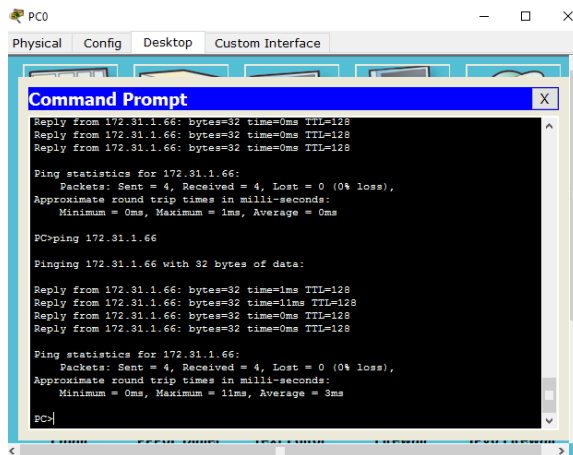 PC0
Physical Config Desktop Custom Interface
Command Prompt X
Reply from 172.31.1.66: bytes=32 time=0ms TTL=128
Reply from 172.31.1.66: bytes=32 time=0ms TTL=128
Reply from 172.31.1.66: bytes=32 time=0ms TTL=128
Ping statistics for 172.31.1.66:
Packets: Sent = 4, Received = 4, Lost = 0 (0% loss),
Approximate round trip times in milli-seconds:
Minimum = 0ms, Maximum = 1ms, Average = 0ms
PC>ping 172.31.1.66
Pinging 172.31.1.66 with 32 bytes of data:
Reply from 172.31.1.66: bytes=32 time=1ms TTL=128
Reply from 172.31.1.66: bytes=32 time=11ms TTL=128
Reply from 172.31.1.66: bytes=32 time=0ms TTL=128
Reply from 172.31.1.66: bytes=32 time=0ms TTL=128
Ping statistics for 172.31.1.66:
Packets: Sent = 4, Received = 4, Lost = 0 (0% loss),
Approximate round trip times in milli-seconds:
Minimum = 0ms, Maximum = 11ms, Average = 3ms
PC>